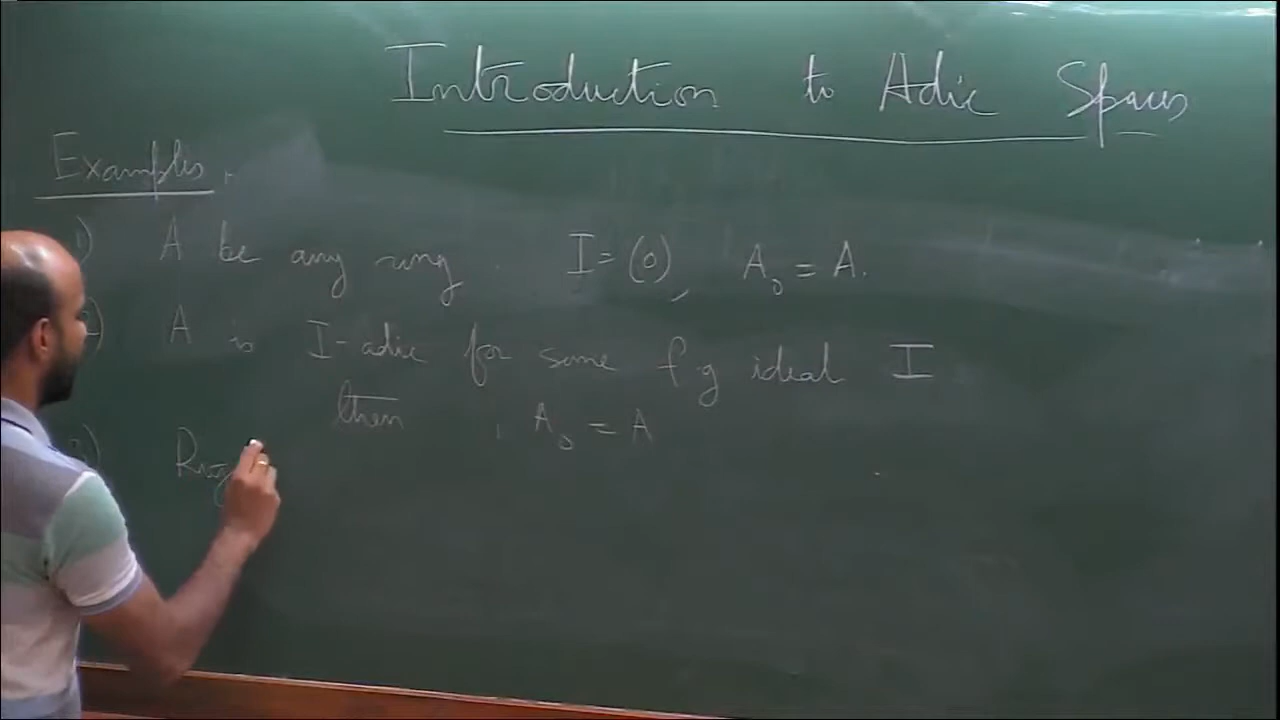 Introduction to Adic Spaces
Examples.
1) A be any ring. I = (0), A₀ = A.
2) A is I-adic for some f.g ideal I
then , A₀ = A
3)